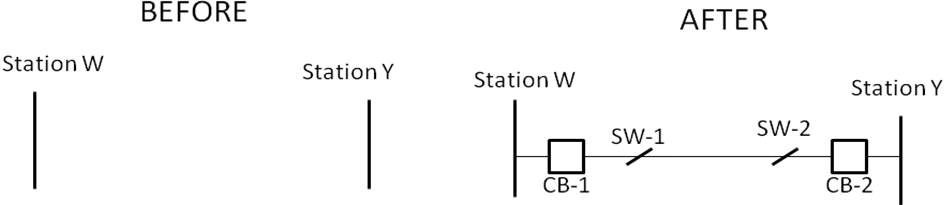 BEFORE
Station W
Station Y
AFTER
Station W
Station Y
SW-1
SW-2
CB-1
CB-2